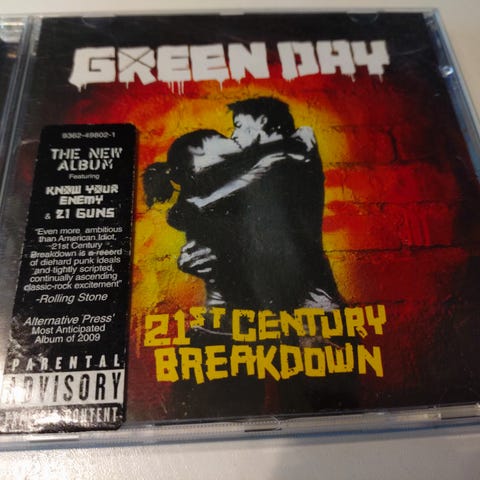 GREEN DAY
9362-49802-1
THE NEW
ALBUM
Featuring
KNOW YOUR
ENEMY
& 21 GUNS
"Even more ambitious
than American Idiot,
21st Century
Breakdown is a record
of diehard punk ideals
and tightly scripted,
continually ascending
classic-rock excitement"
-Rolling Stone
Alternative Press'
Most Anticipated
Album of 2009
PARENTAL
ADVISORY
EXPLICIT CONTENT
21ST CENTURY
BREAKDOWN